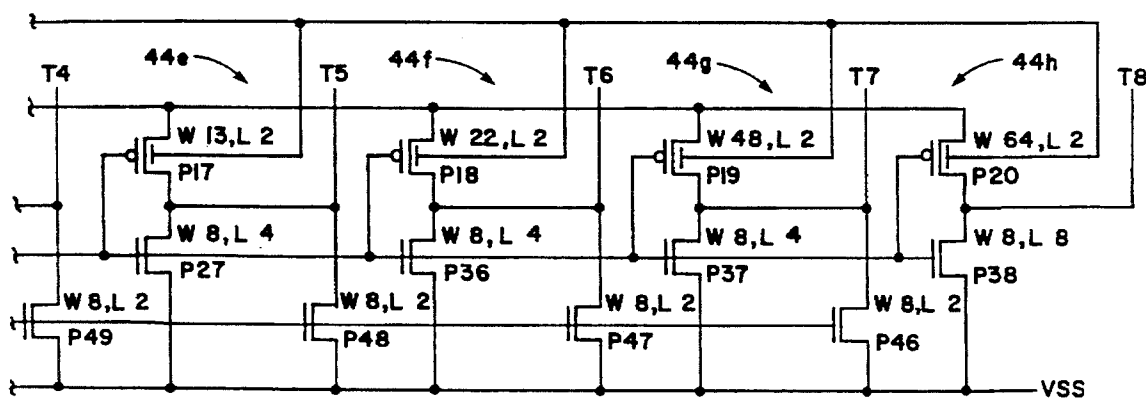 44e 44f 44g 44h
T4 T5 T6 T7 T8
W 13, L 2 W 22, L 2 W 48, L 2 W 64, L 2
P17 P18 P19 P20
W 8, L 4 W 8, L 4 W 8, L 4 W 8, L 8
P27 P36 P37 P38
W 8, L 2 W 8, L 2 W 8, L 2 W 8, L 2
P49 P48 P47 P46
VSS